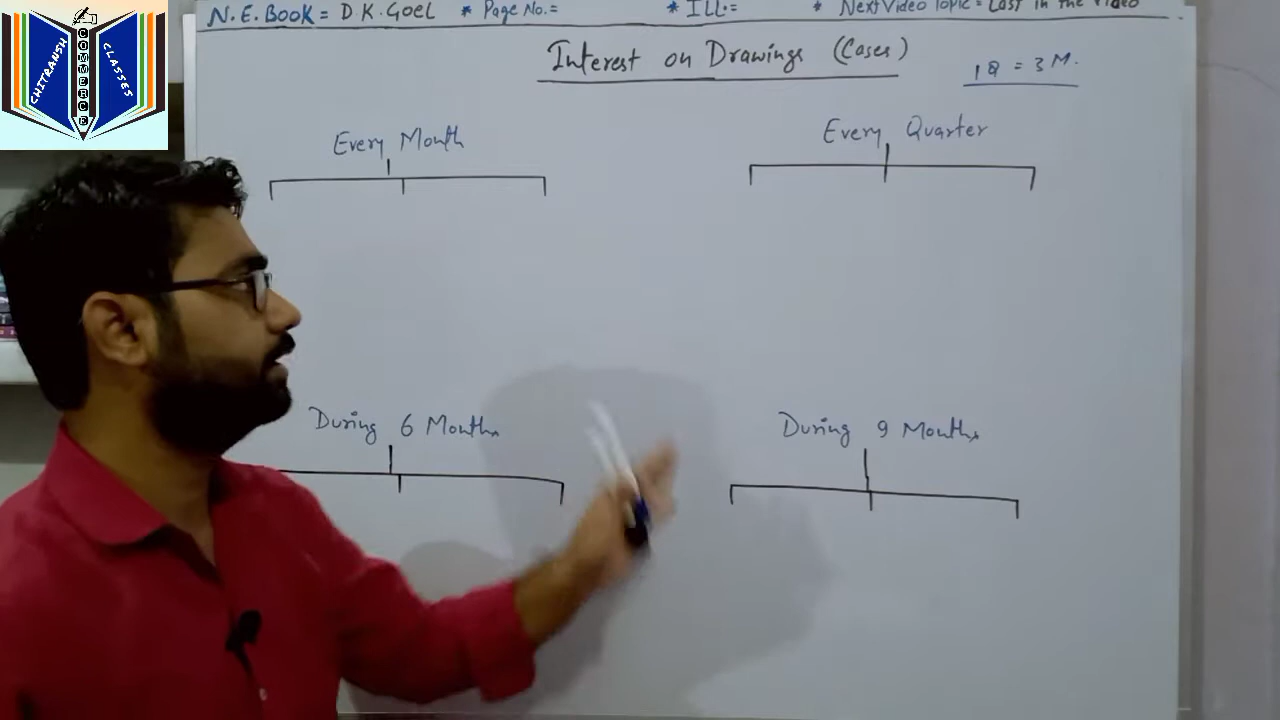 N.E. BOOK = D K. GOEL * Page No. = * ILL. = * Next Video Topic = Last in the Video
Interest on Drawings (Cases)
1Q = 3 M.
CHITRANSH COMMERCE CLASSES
Every Month
Every Quarter
During 6 Months
During 9 Months